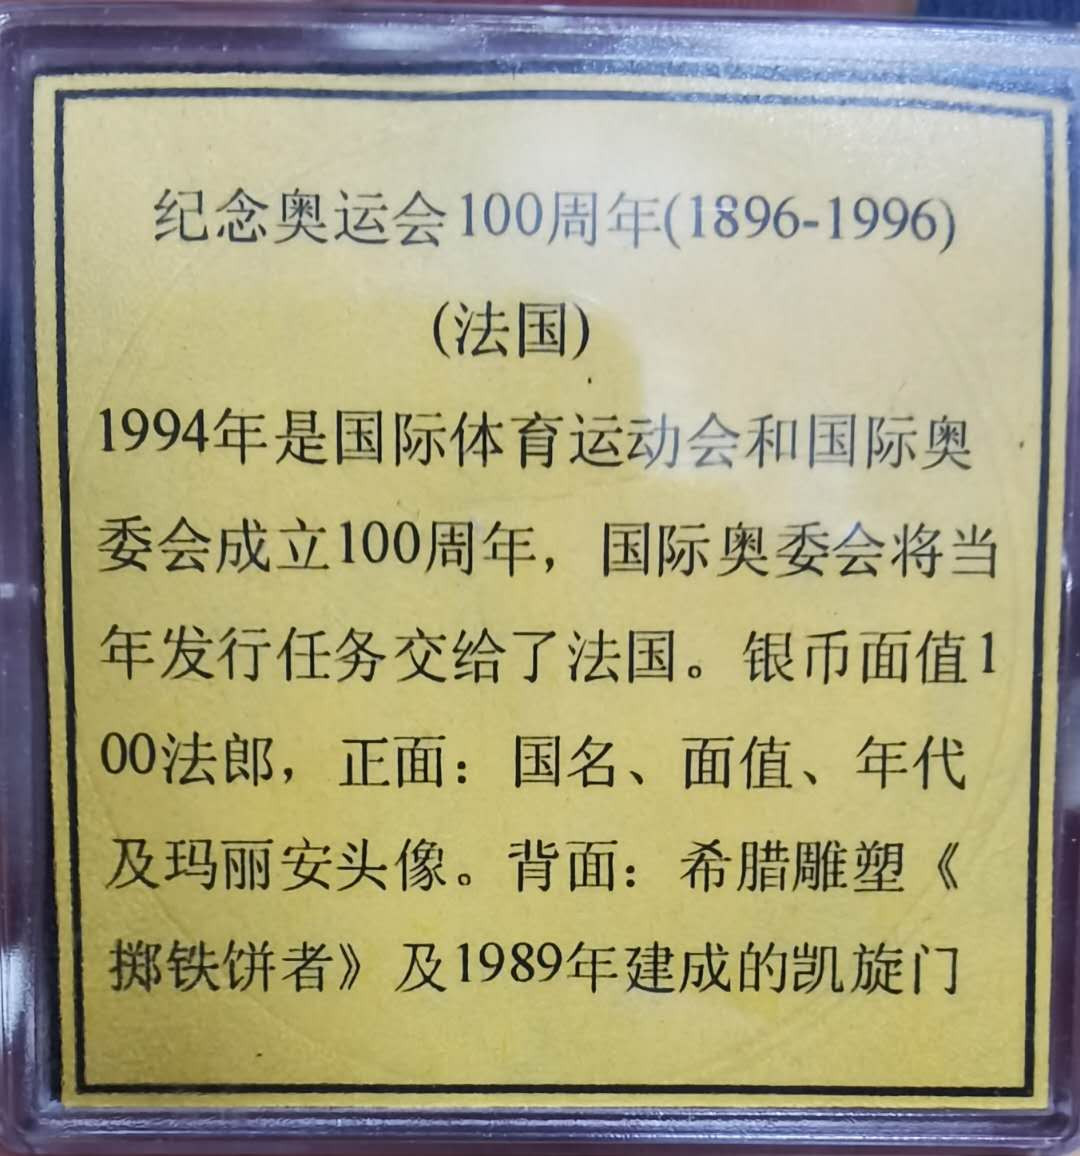 纪念奥运会100周年(1896-1996)
(法国)
1994年是国际体育运动会和国际奥
委会成立100周年，国际奥委会将当
年发行任务交给了法国。银币面值1
00法郎，正面：国名、面值、年代
及玛丽安头像。背面：希腊雕塑《
掷铁饼者》及1989年建成的凯旋门